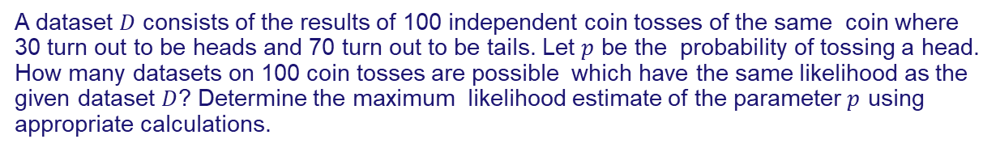 A dataset D consists of the results of 100 independent coin tosses of the same coin where
30 turn out to be heads and 70 turn out to be tails. Let p be the probability of tossing a head.
How many datasets on 100 coin tosses are possible which have the same likelihood as the
given dataset D? Determine the maximum likelihood estimate of the parameter p using
appropriate calculations.